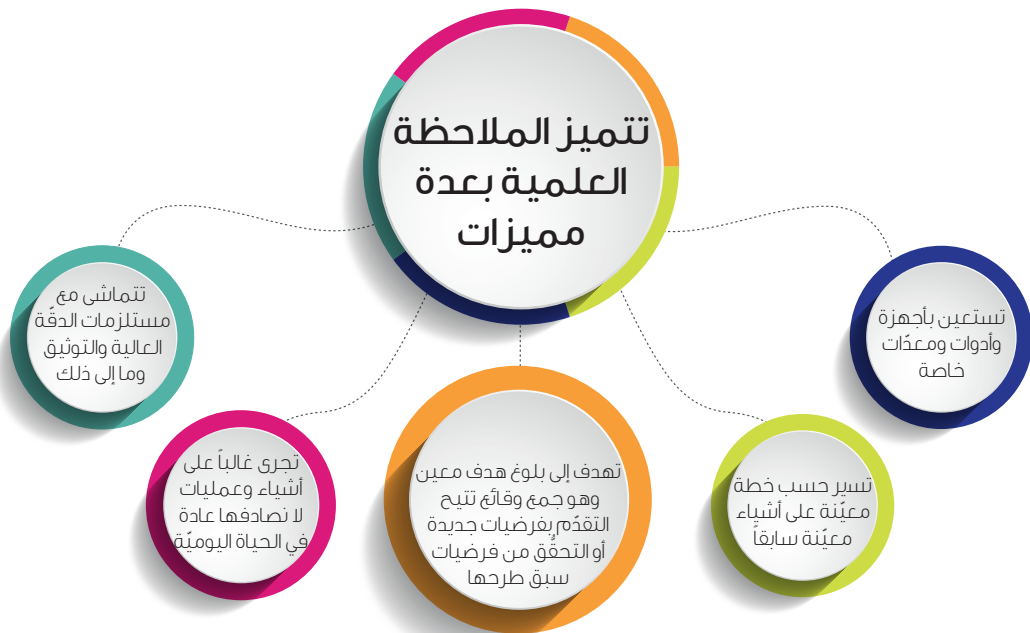 تتميز الملاحظة
العلمية بعدة
مميزات
تستعين بأجهزة
وأدوات ومعدّات
خاصة
تسير حسب خطة
معيّنة على أشياء
معيّنة سابقاً
تهدف إلى بلوغ هدف معين
وهو جمع وقائع تتيح
التقدّم بفرضيات جديدة
أو التحقُّق من فرضيات
سبق طرحها
تجرى غالباً على
أشياء وعمليات
لا نصادفها عادة
في الحياة اليوميّة
تتماشى مع
مستلزمات الدقّة
العالية والتوثيق
وما إلى ذلك